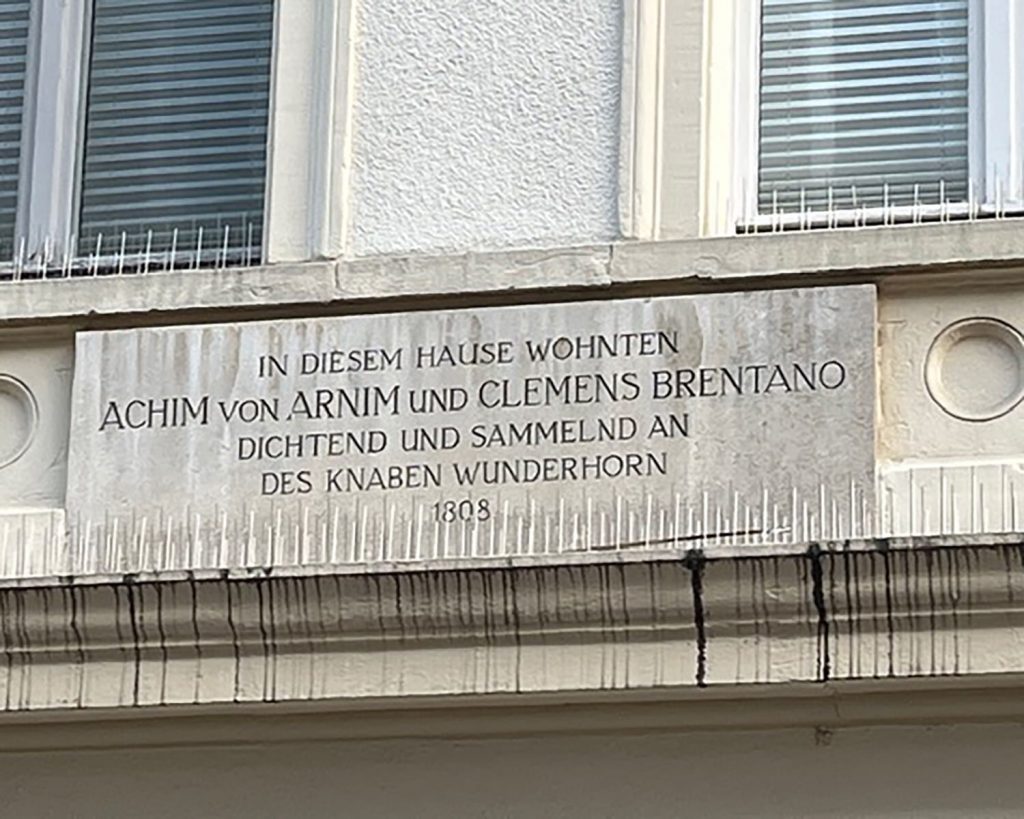 IN DIESEM HAUSE WOHNTEN
ACHIM VON ARNIM UND CLEMENS BRENTANO
DICHTEND UND SAMMELND AN
DES KNABEN WUNDERHORN
1808